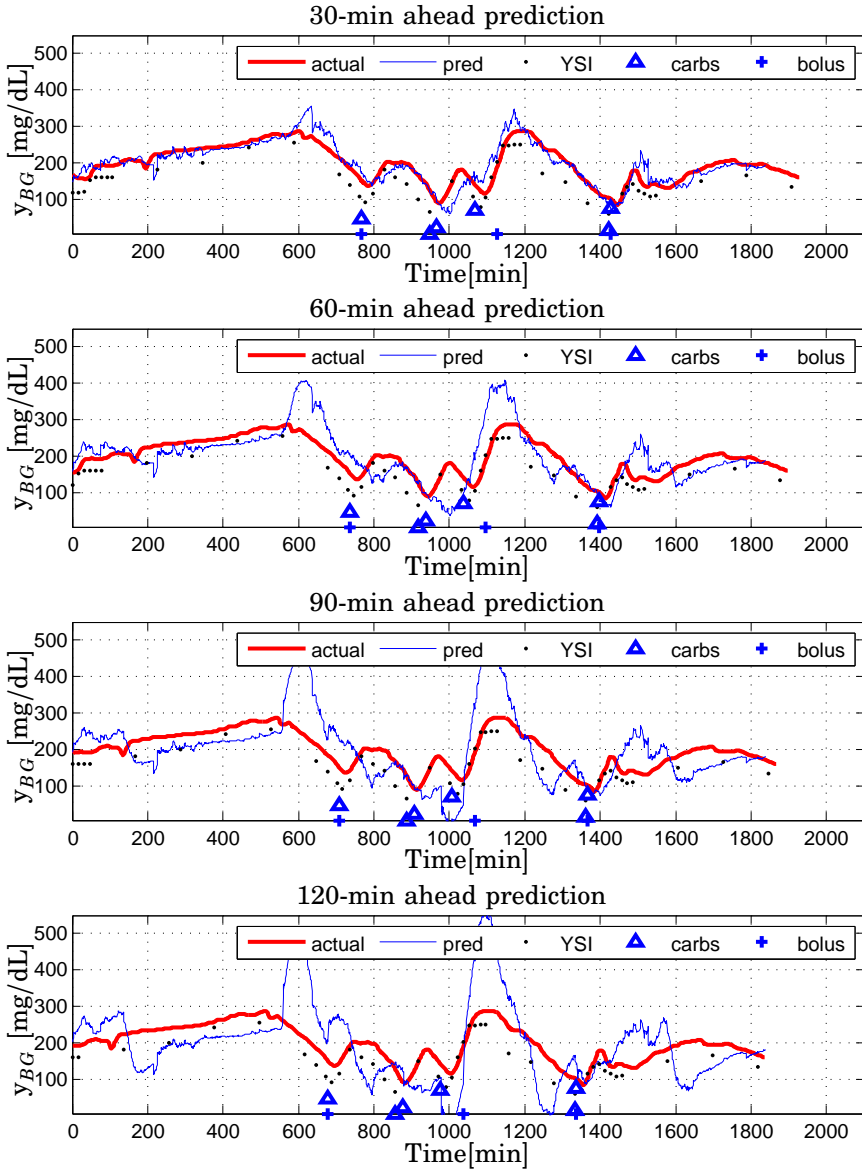 30-min ahead prediction
500
400
300
200
100
y_BG [mg/dL]
actual pred YSI carbs bolus
0 200 400 600 800 1000 1200 1400 1600 1800 2000
Time[min]
60-min ahead prediction
500
400
300
200
100
y_BG [mg/dL]
actual pred YSI carbs bolus
0 200 400 600 800 1000 1200 1400 1600 1800 2000
Time[min]
90-min ahead prediction
500
400
300
200
100
y_BG [mg/dL]
actual pred YSI carbs bolus
0 200 400 600 800 1000 1200 1400 1600 1800 2000
Time[min]
120-min ahead prediction
500
400
300
200
100
y_BG [mg/dL]
actual pred YSI carbs bolus
0 200 400 600 800 1000 1200 1400 1600 1800 2000
Time[min]